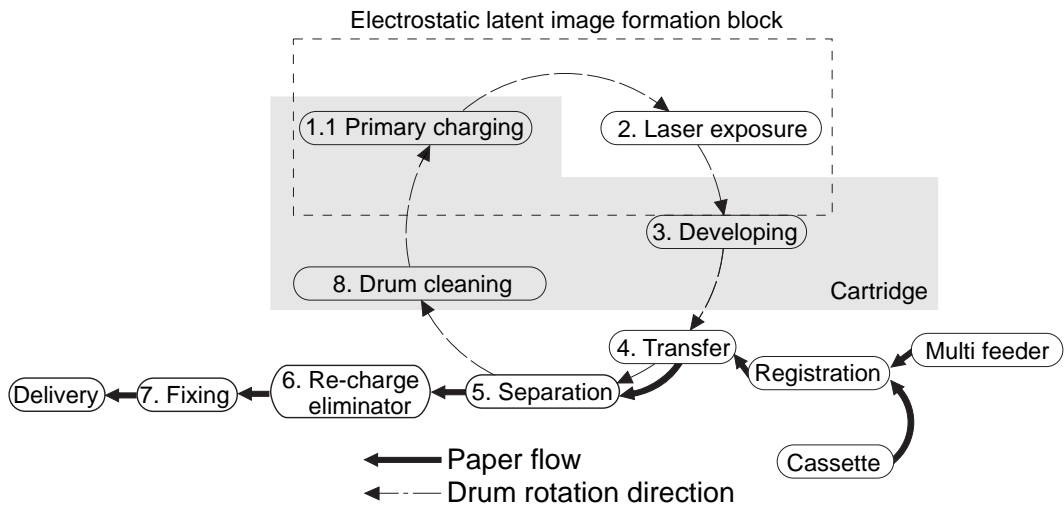 Electrostatic latent image formation block
1.1 Primary charging
2. Laser exposure
3. Developing
8. Drum cleaning
Cartridge
4. Transfer
Multi feeder
Registration
6. Re-charge
eliminator
5. Separation
7. Fixing
Delivery
Cassette
Paper flow
Drum rotation direction